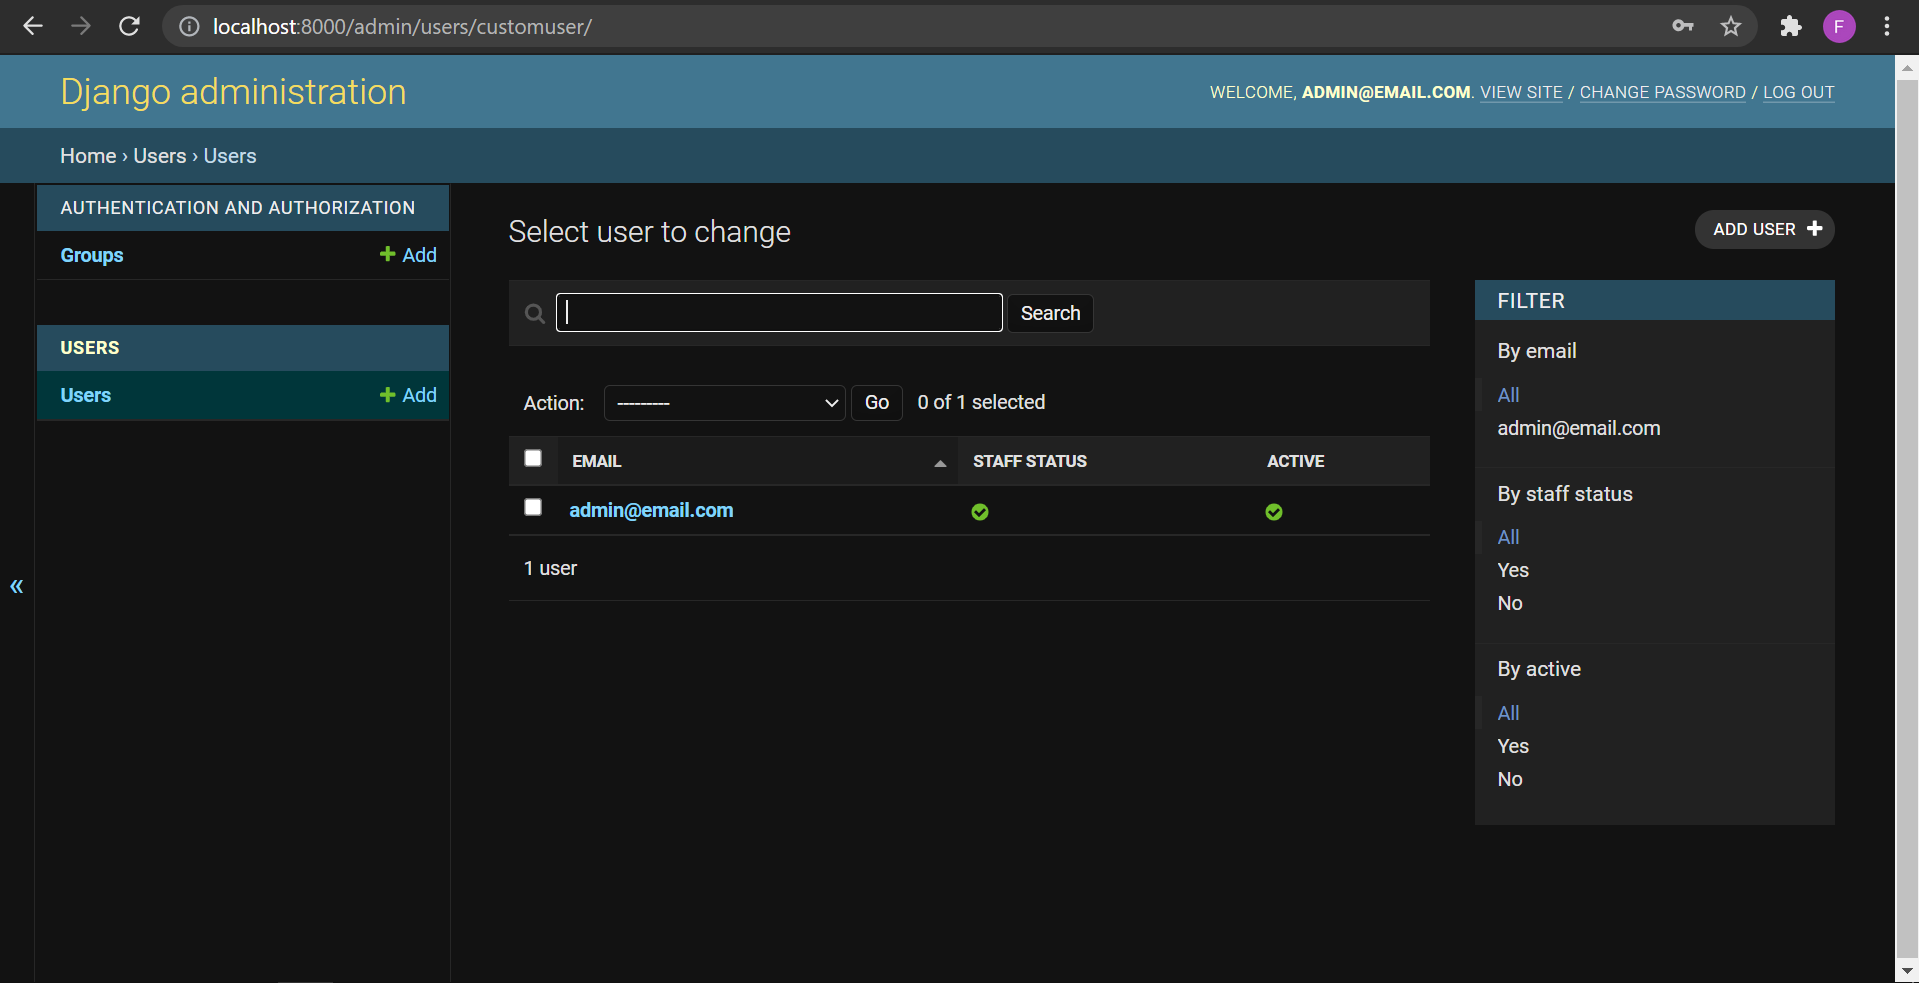 localhost:8000/admin/users/customuser/
F
Django administration
WELCOME, ADMIN@EMAIL.COM. VIEW SITE / CHANGE PASSWORD / LOG OUT
Home › Users › Users
AUTHENTICATION AND AUTHORIZATION
Groups
Add
USERS
Users
Add
«
Select user to change
ADD USER
Search
Action:
---------
Go
0 of 1 selected
EMAIL
STAFF STATUS
ACTIVE
admin@email.com
1 user
FILTER
By email
All
admin@email.com
By staff status
All
Yes
No
By active
All
Yes
No